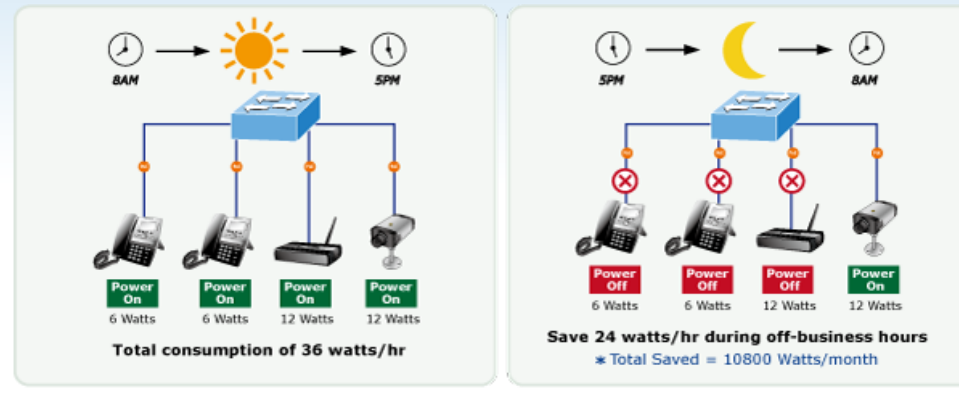 8AM
5PM
Power On
6 Watts
Power On
6 Watts
Power On
12 Watts
Power On
12 Watts
Total consumption of 36 watts/hr
5PM
8AM
Power Off
6 Watts
Power Off
6 Watts
Power Off
12 Watts
Power On
12 Watts
Save 24 watts/hr during off-business hours
* Total Saved = 10800 Watts/month